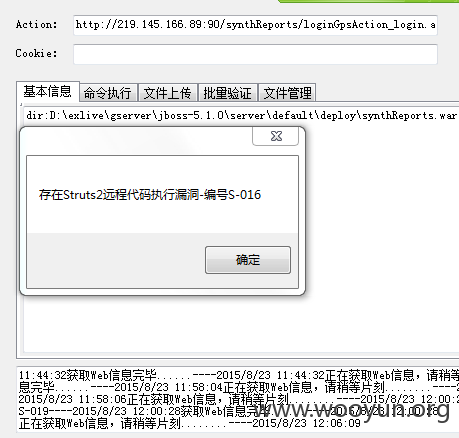 Action: http://219.145.166.89:90/synthReports/loginGpsAction_login.a
Cookie:
基本信息 命令执行 文件上传 批量验证 文件管理
dir:D:\exlive\gserver\jboss-5.1.0\server\default\deploy\synthReports.war
存在Struts2远程代码执行漏洞-编号S-016
确定
11:44:32获取Web信息完毕......----2015/8/23 11:44:32正在获取Web信息，请稍等
息完毕......----2015/8/23 11:58:04正在获取Web信息，请稍等片刻........
2015/8/23 11:58:06正在获取Web信息，请稍等片刻........----2015/8/23
S-019----2015/8/23 12:00:28获取Web信息完毕......----2015/8/23 12:00:28
2015/8/23 12:06:09正在获取Web信息，请稍等片刻........----2015/8/23
12:06:09
www.wooyun.org